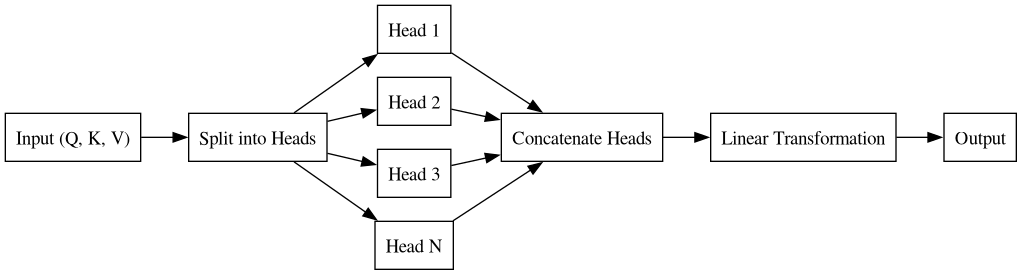 Input (Q, K, V)
Split into Heads
Head 1
Head 2
Head 3
Head N
Concatenate Heads
Linear Transformation
Output